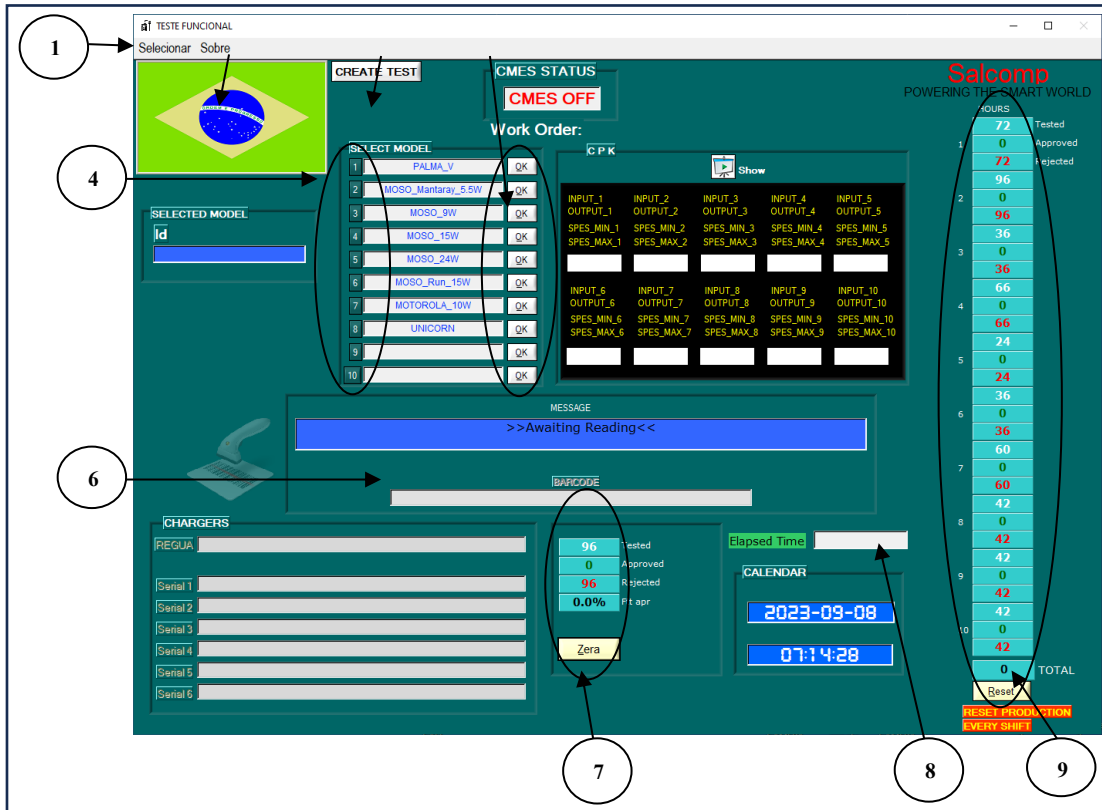 TESTE FUNCIONAL
Selecionar Sobre
1
CREATE TEST
CMES STATUS
CMES OFF
Work Order:
Salcomp
POWERING THE SMART WORLD
4
SELECT MODEL
1 PALMA_V OK
2 MOSO_Mantaray_5.5W OK
3 MOSO_9W OK
4 MOSO_15W OK
5 MOSO_24W OK
6 MOSO_Run_15W OK
7 MOTOROLA_10W OK
8 UNICORN OK
9 OK
10 OK
SELECTED MODEL
Id
CPK
Show
INPUT_1 INPUT_2 INPUT_3 INPUT_4 INPUT_5
OUTPUT_1 OUTPUT_2 OUTPUT_3 OUTPUT_4 OUTPUT_5
SPES_MIN_1 SPES_MIN_2 SPES_MIN_3 SPES_MIN_4 SPES_MIN_5
SPES_MAX_1 SPES_MAX_2 SPES_MAX_3 SPES_MAX_4 SPES_MAX_5
INPUT_6 INPUT_7 INPUT_8 INPUT_9 INPUT_10
OUTPUT_6 OUTPUT_7 OUTPUT_8 OUTPUT_9 OUTPUT_10
SPES_MIN_6 SPES_MIN_7 SPES_MIN_8 SPES_MIN_9 SPES_MIN_10
SPES_MAX_6 SPES_MAX_7 SPES_MAX_8 SPES_MAX_9 SPES_MAX_10
HOURS
72 Tested
1 0 Approved
72 Rejected
96
2 0
96
36
3 0
36
66
4 0
66
24
5 0
24
36
6 0
36
60
7 0
60
42
8 0
42
42
9 0
42
42
10 0
42
0 TOTAL
Reset
RESET PRODUCTION
EVERY SHIFT
MESSAGE
>>Awaiting Reading<<
6
BARCODE
CHARGERS
REGUA
Serial 1
Serial 2
Serial 3
Serial 4
Serial 5
Serial 6
96 Tested
0 Approved
96 Rejected
0.0% apr
Zera
Elapsed Time
CALENDAR
2023-09-08
07:14:28
7
8
9